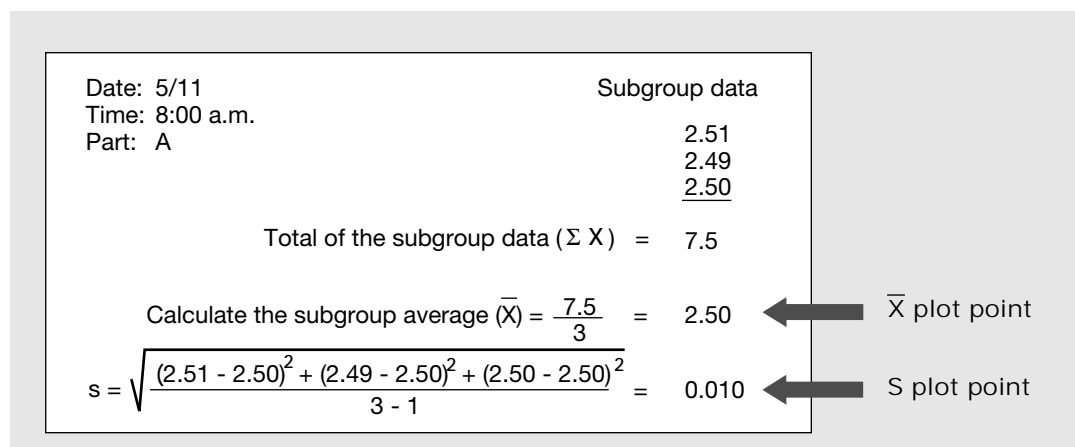 Date: 5/11 Subgroup data
Time: 8:00 a.m.
Part: A
2.51
2.49
2.50
Total of the subgroup data (Σ X) = 7.5
Calculate the subgroup average (X̅) = 7.5/3 = 2.50 X̅ plot point
s = √((2.51 - 2.50)² + (2.49 - 2.50)² + (2.50 - 2.50)²)/(3 - 1) = 0.010 S plot point